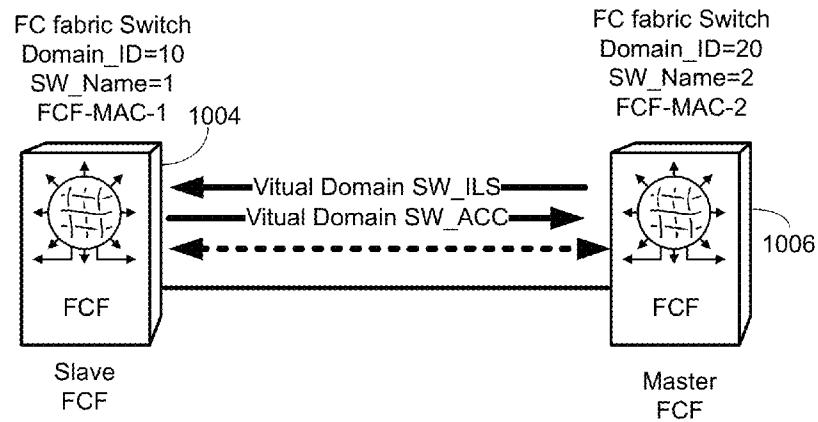 FC fabric Switch
Domain_ID=10
SW_Name=1
FCF-MAC-1
1004
FC fabric Switch
Domain_ID=20
SW_Name=2
FCF-MAC-2
Vitual Domain SW_ILS
Vitual Domain SW_ACC
1006
FCF
FCF
Slave
FCF
Master
FCF